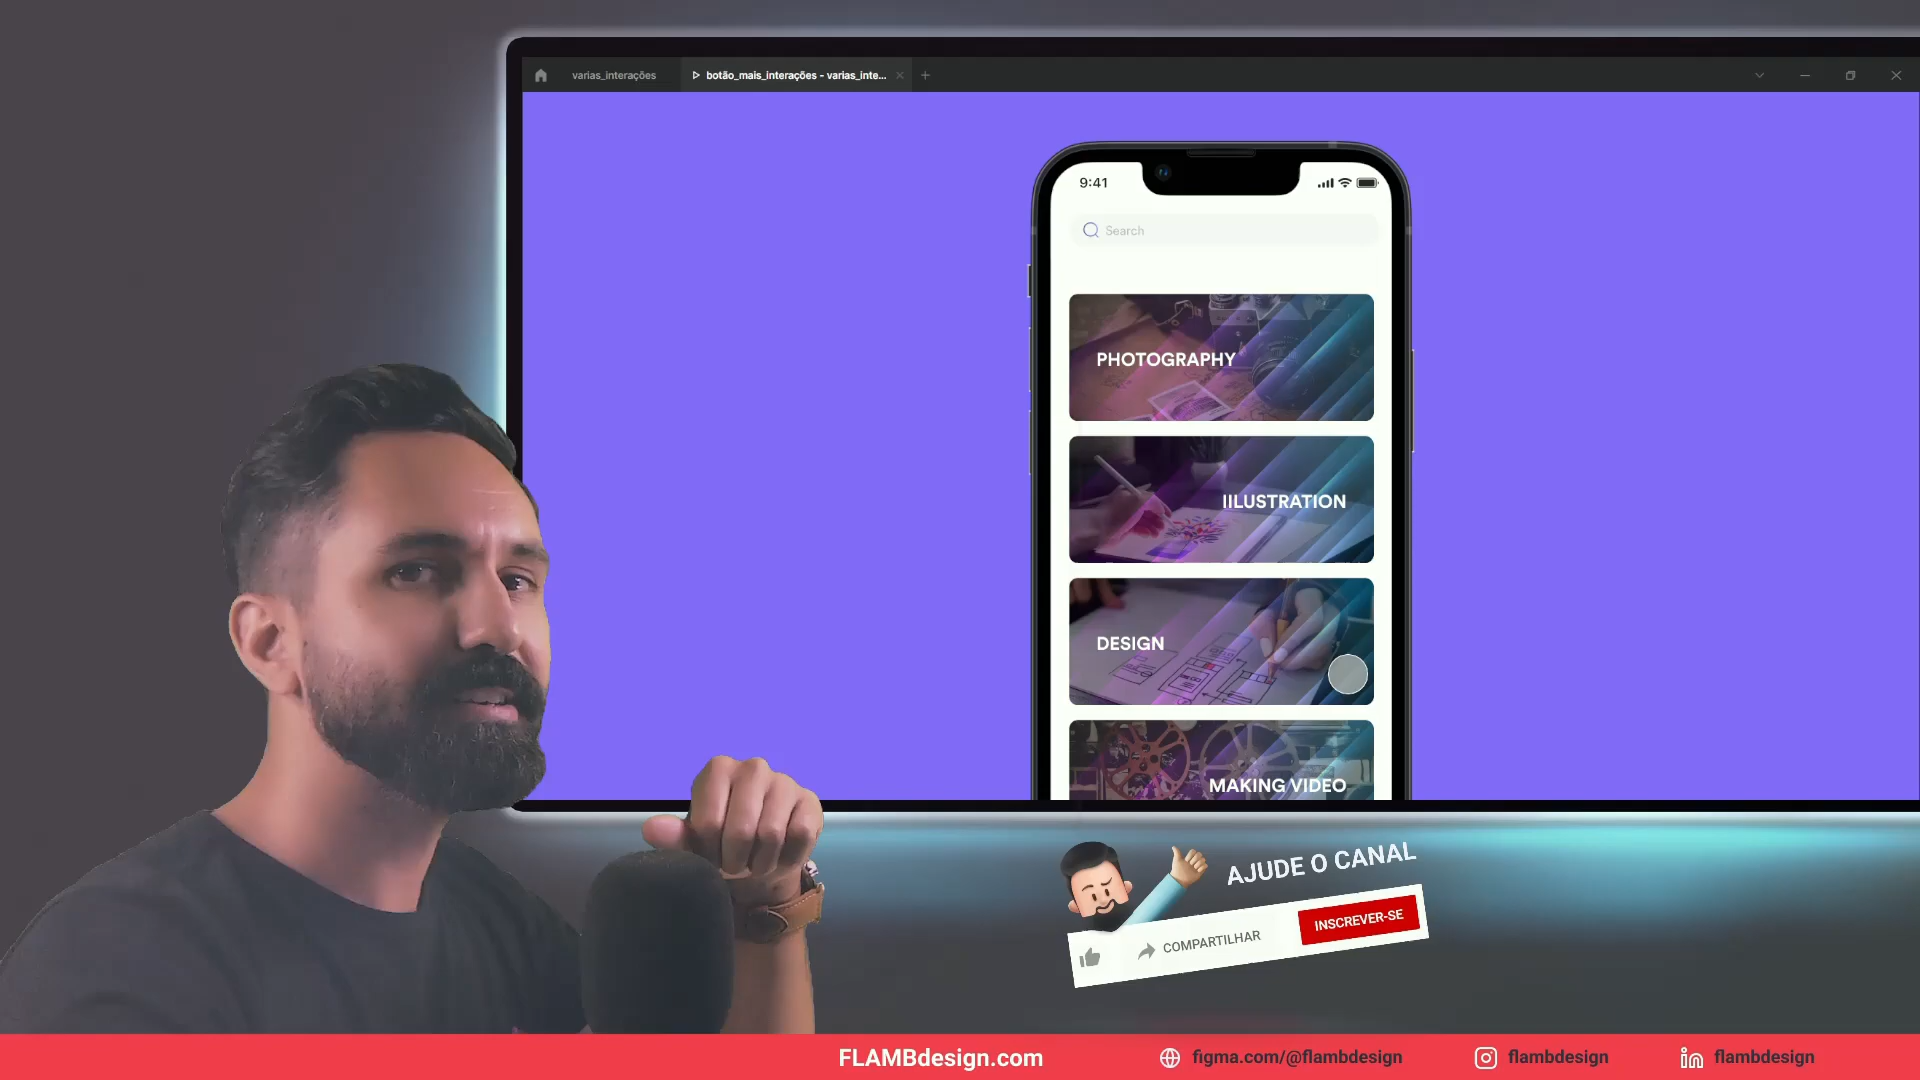 varias_interações
botão_mais_interações - varias_inte...
9:41
Search
PHOTOGRAPHY
IILUSTRATION
DESIGN
MAKING VIDEO
AJUDE O CANAL
COMPARTILHAR
INSCREVER-SE
FLAMBdesign.com
figma.com/@flambdesign
flambdesign
flambdesign